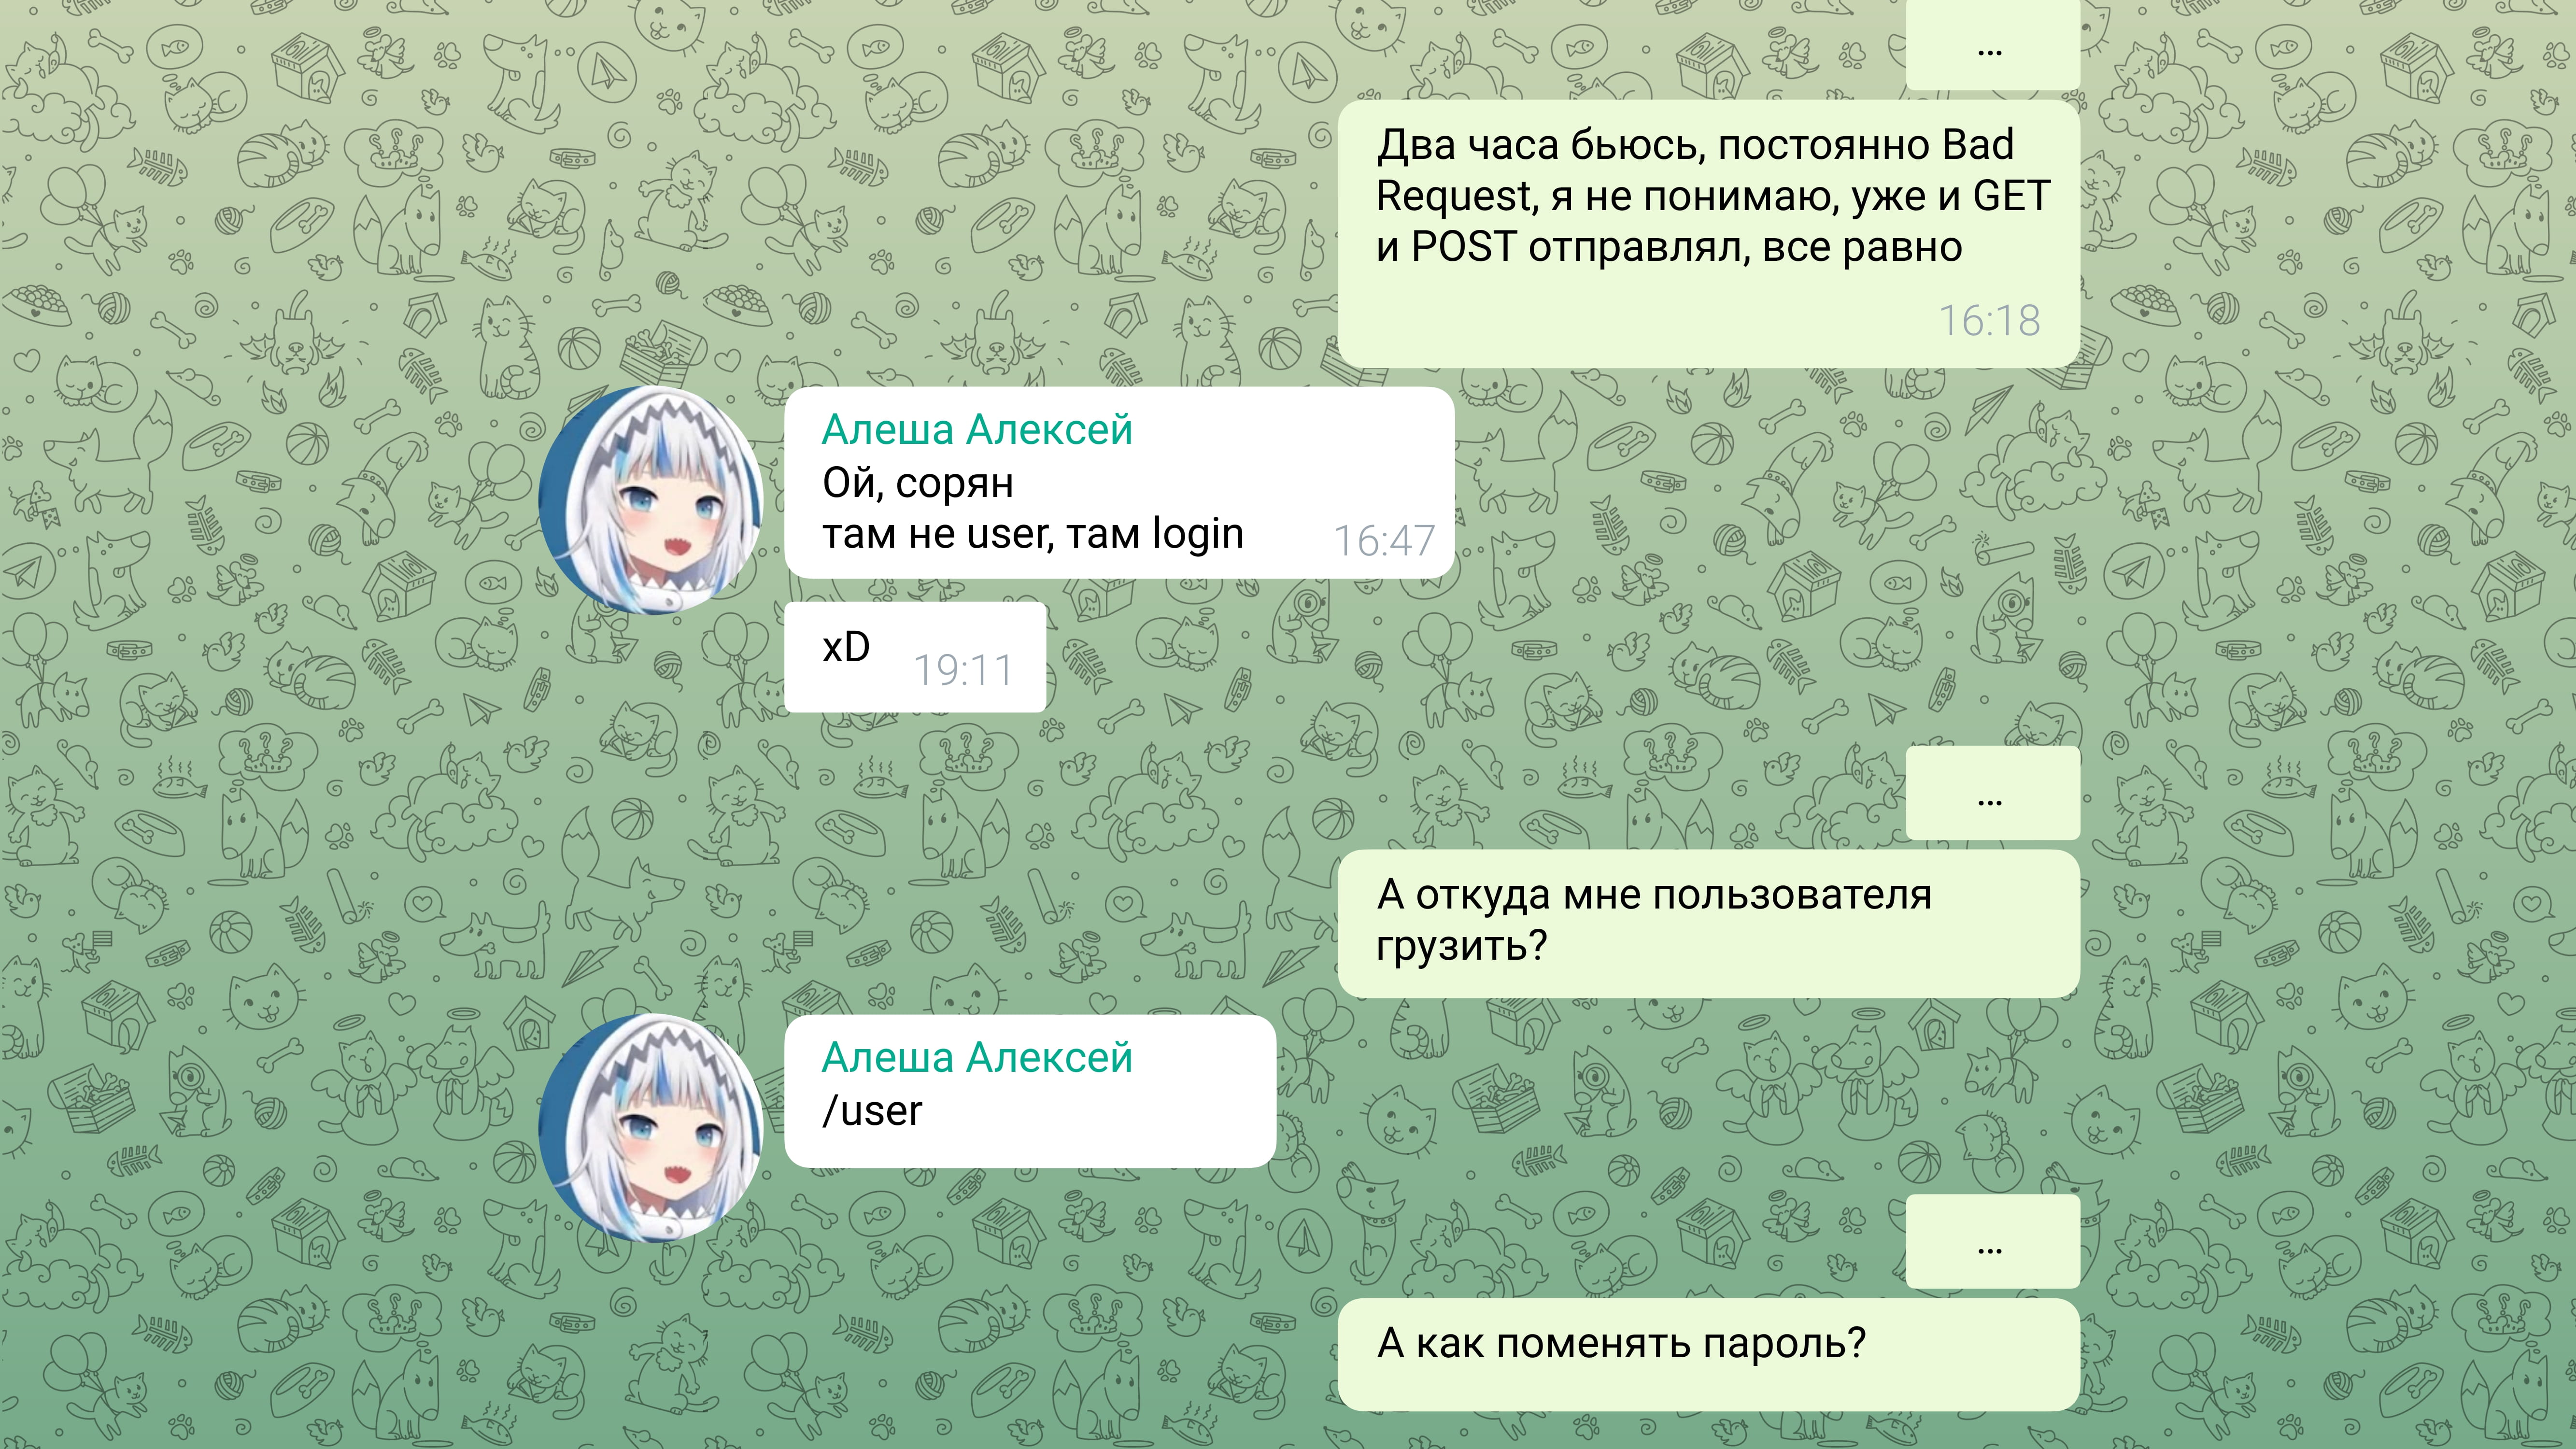 ...
Два часа бьюсь, постоянно Bad
Request, я не понимаю, уже и GET
и POST отправлял, все равно
16:18
Алеша Алексей
Ой, сорян
там не user, там login
16:47
xD
19:11
...
А откуда мне пользователя
грузить?
Алеша Алексей
/user
...
А как поменять пароль?